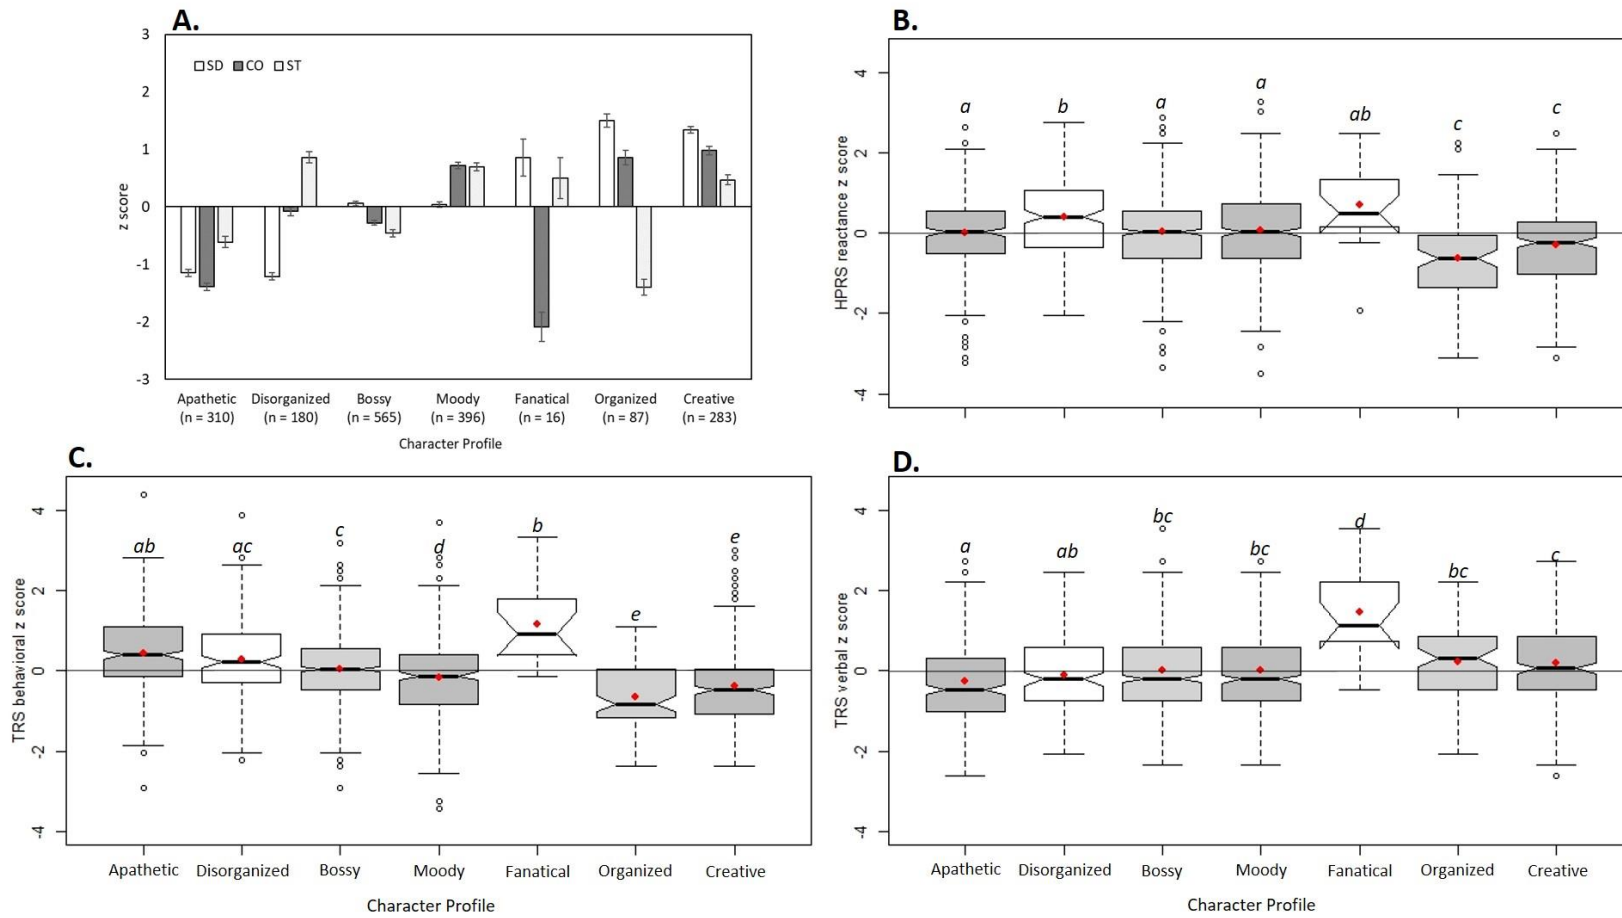 A.
3
2
1
0
-1
-2
-3
z score
SD CO ST
Apathetic Disorganized Bossy Moody Fanatical Organized Creative
(n = 310) (n = 180) (n = 565) (n = 396) (n = 16) (n = 87) (n = 283)
Character Profile
B.
4
2
0
-2
-4
HPRS reactance z score
a b a a ab c c
C.
4
2
0
-2
-4
TRS behavioral z score
ab ac c d b e e
Apathetic Disorganized Bossy Moody Fanatical Organized Creative
Character Profile
D.
4
2
0
-2
-4
TRS verbal z score
a ab bc bc d bc c
Apathetic Disorganized Bossy Moody Fanatical Organized Creative
Character Profile